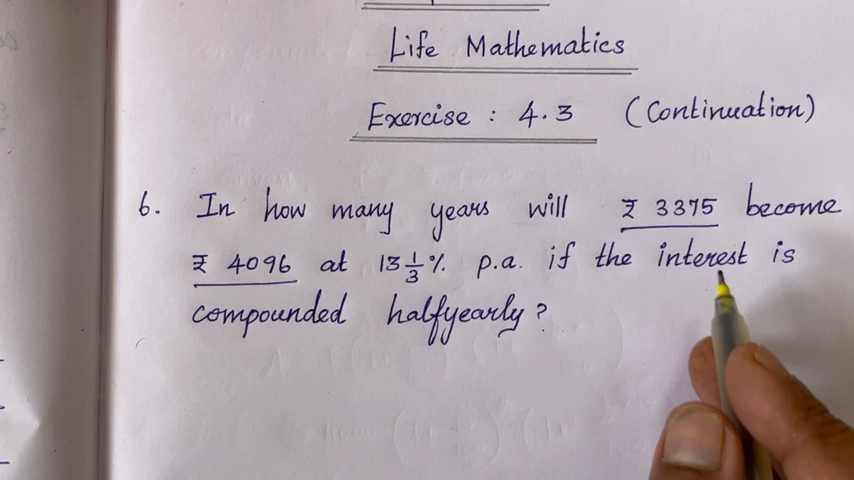 Life Mathematics
Exercise : 4.3 (Continuation)
6. In how many years will ₹ 3375 become
₹ 4096 at 13 1/3 % p.a. if the interest is
compounded halfyearly?